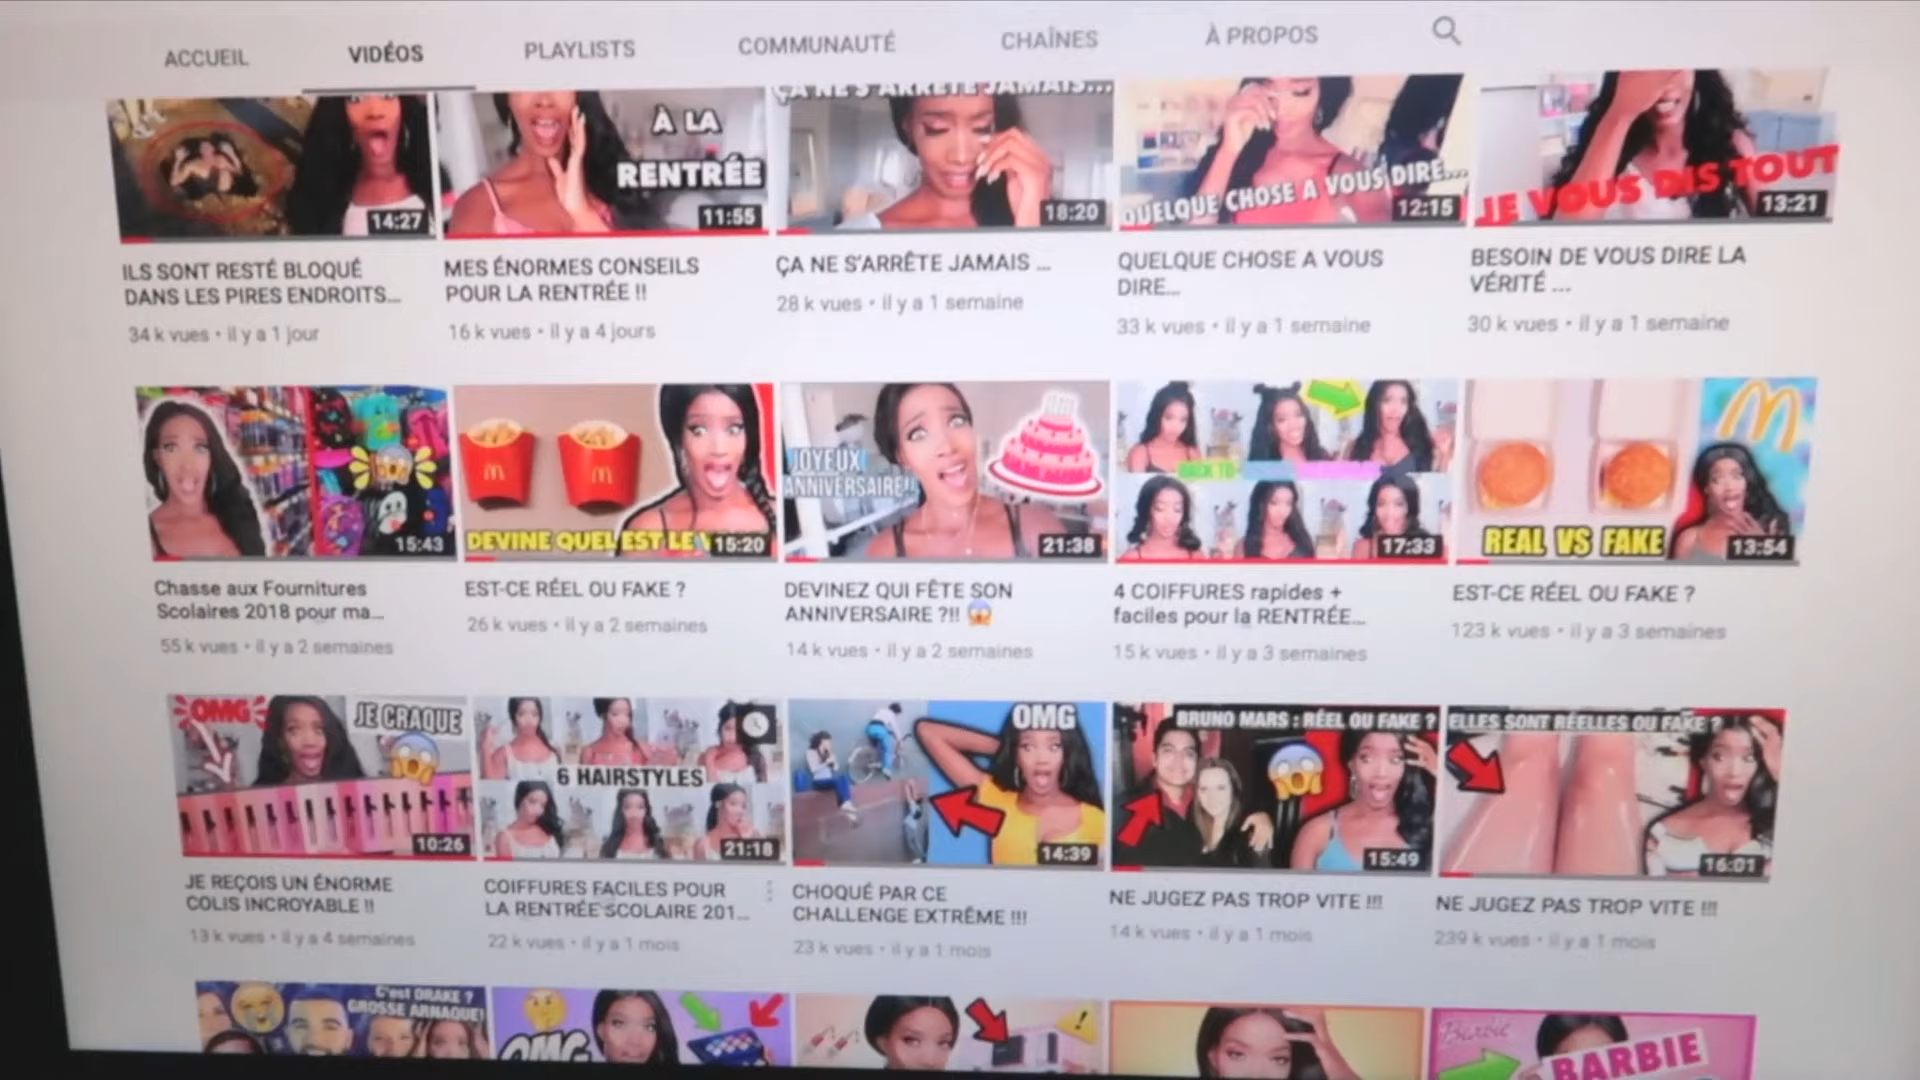 ACCUEIL
VIDÉOS
PLAYLISTS
COMMUNAUTÉ
CHAÎNES
À PROPOS
14:27
À LA
RENTRÉE
11:55
ÇA NE S'ARRÊTE JAMAIS...
18:20
QUELQUE CHOSE A VOUS DIRE...
12:15
JE VOUS DIS TOUT
13:21
ILS SONT RESTÉ BLOQUÉ
DANS LES PIRES ENDROITS...
34 k vues • il y a 1 jour
MES ÉNORMES CONSEILS
POUR LA RENTRÉE !!
16 k vues • il y a 4 jours
ÇA NE S'ARRÊTE JAMAIS ...
28 k vues • il y a 1 semaine
QUELQUE CHOSE A VOUS
DIRE...
33 k vues • il y a 1 semaine
BESOIN DE VOUS DIRE LA
VÉRITÉ ...
30 k vues • il y a 1 semaine
15:43
DEVINE QUEL EST LE
15:20
JOYEUX
ANNIVERSAIRE!!
21:38
BACK TO
17:33
REAL VS FAKE
13:54
Chasse aux Fournitures
Scolaires 2018 pour ma...
55 k vues • il y a 2 semaines
EST-CE RÉEL OU FAKE ?
26 k vues • il y a 2 semaines
DEVINEZ QUI FÊTE SON
ANNIVERSAIRE ?!! 😱
14 k vues • il y a 2 semaines
4 COIFFURES rapides +
faciles pour la RENTRÉE...
15 k vues • il y a 3 semaines
EST-CE RÉEL OU FAKE ?
123 k vues • il y a 3 semaines
OMG
JE CRAQUE
10:26
6 HAIRSTYLES
21:18
OMG
14:39
BRUNO MARS : RÉEL OU FAKE ?
15:49
ELLES SONT RÉELLES OU FAKE ?
16:01
JE REÇOIS UN ÉNORME
COLIS INCROYABLE !!
13 k vues • il y a 4 semaines
COIFFURES FACILES POUR
LA RENTRÉE SCOLAIRE 201...
22 k vues • il y a 1 mois
CHOQUÉ PAR CE
CHALLENGE EXTRÊME !!!
23 k vues • il y a 1 mois
NE JUGEZ PAS TROP VITE !!!
14 k vues • il y a 1 mois
NE JUGEZ PAS TROP VITE !!!
239 k vues • il y a 1 mois
C'est DRAKE ?
GROSSE ARNAQUE!
OMG
Barbie
BARBIE